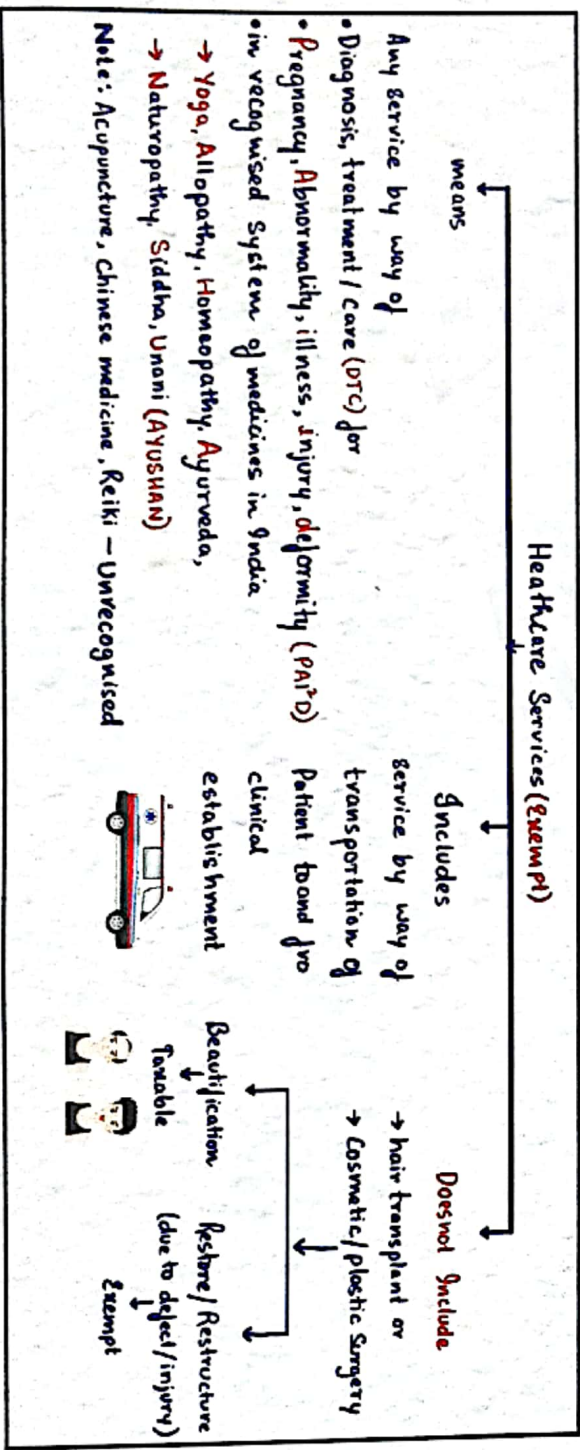 Heathcare Services (Exempt)
means
Any service by way of
• Diagnosis, treatment / Care (DTC) for
• Pregnancy, Abnormality, illness, injury, deformity (PAI²D)
• in recognised System of medicines in India
→ Yoga, Allopathy, Homeopathy, Ayurveda,
→ Naturopathy, Siddha, Unani (AYUSHAN)
Note: Acupuncture, Chinese medicine, Reiki – Unrecognised
Includes
Service by way of
transportation of
Patient to and fro
clinical
establishment
Doesnot Include
→ hair transplant or
→ Cosmetic / plastic Surgery
Beautification
Taxable
Restore / Restructure
(due to defect / injury)
Exempt